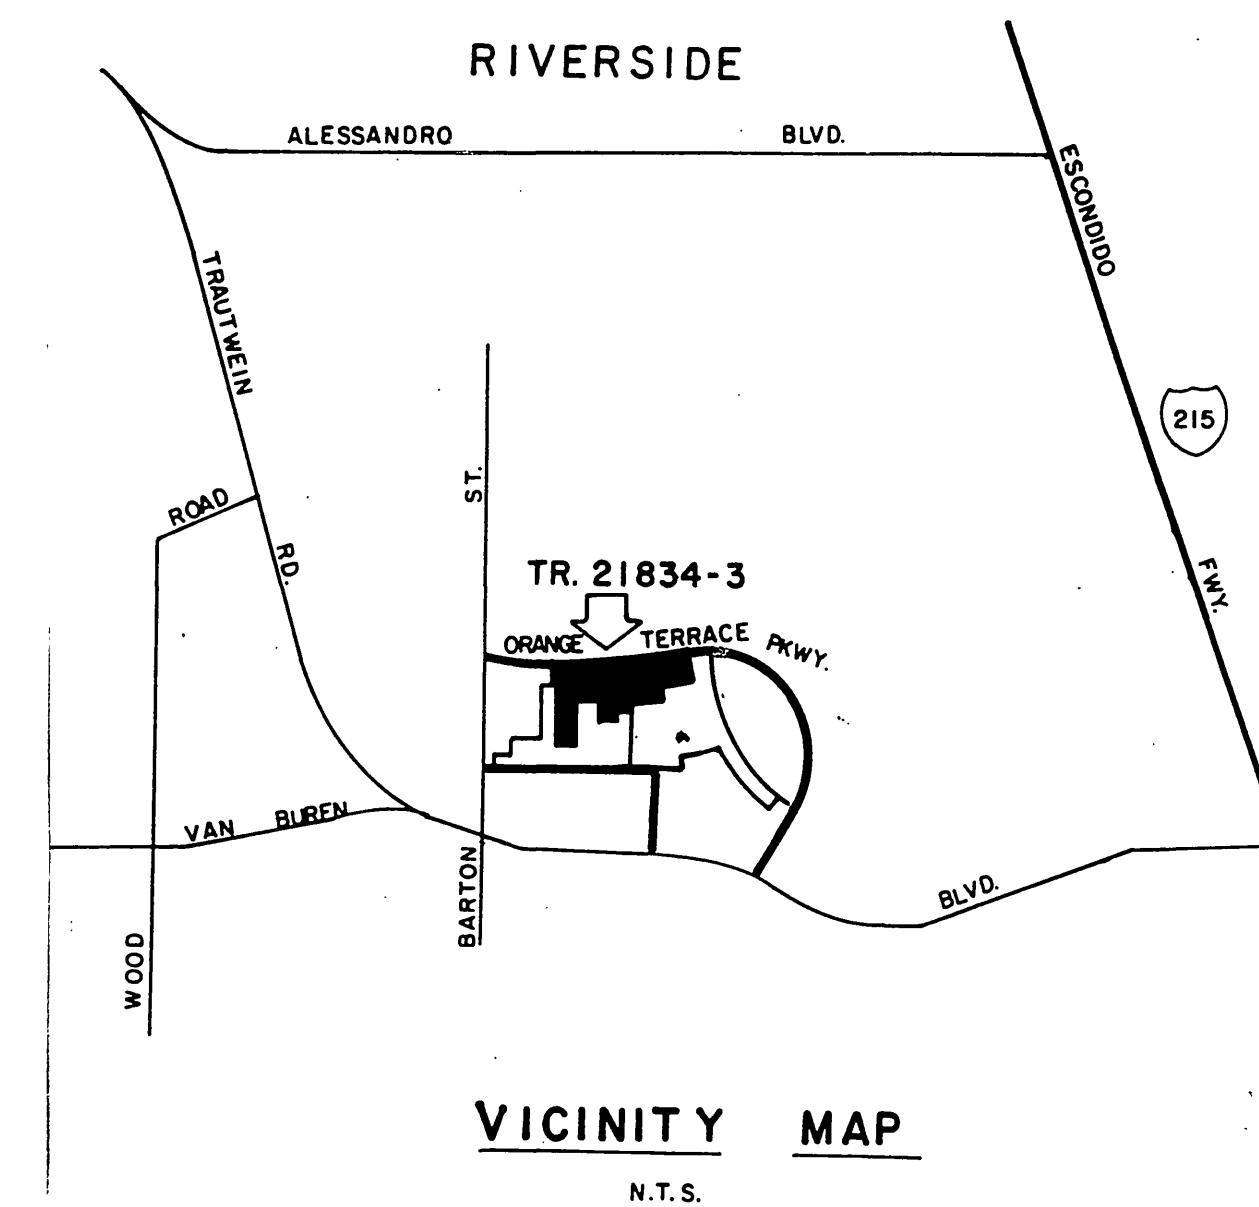 RIVERSIDE
ALESSANDRO BLVD.
ESCONDIDO FWY.
TRAUTWEIN RD.
215
ST.
ROAD
TR. 21834-3
ORANGE TERRACE PKWY.
VAN BUREN BLVD.
BARTON
WOOD
VICINITY MAP
N.T.S.